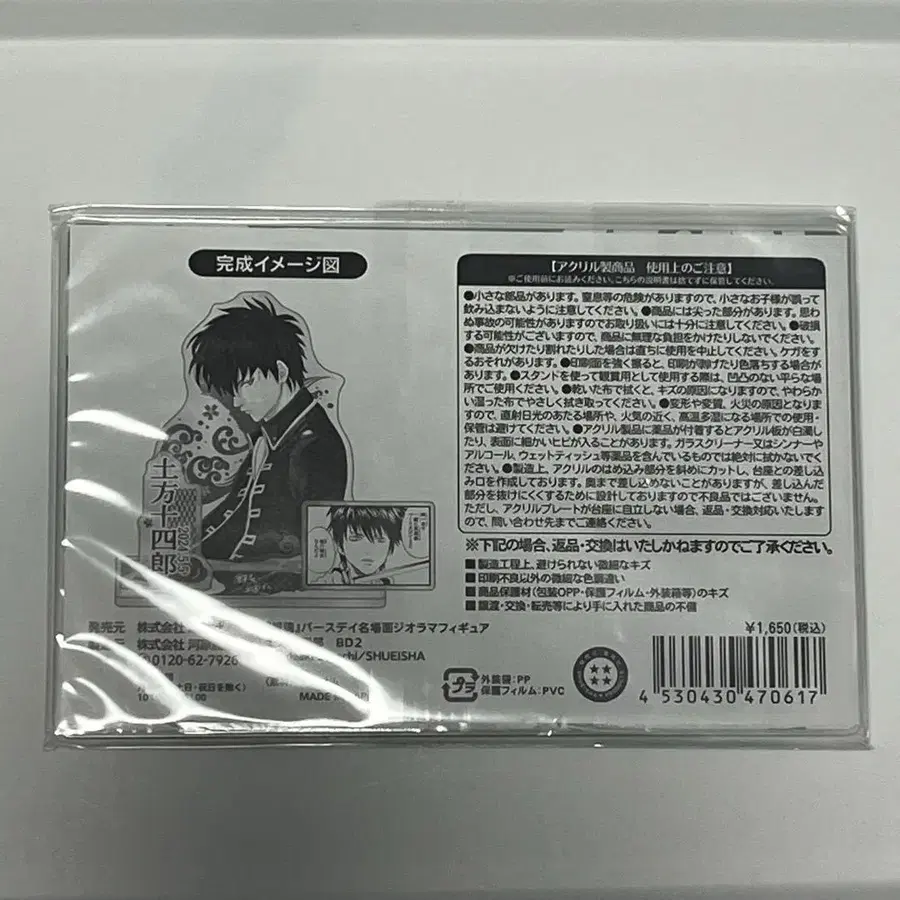 完成イメージ図
土方十四郎
2024.5.5
発売元 株式会社
』バースデイ名場面ジオラマフィギュア
製造元 株式会社
BD2
0120-62-7926
chi/SHUEISHA
土日・祝日を除く)
MADE
【アクリル製商品 使用上のご注意】
※ご使用前にお読みください。こちらの説明書は捨てずに保管してください。
●小さな部品があります。窒息等の危険がありますので、小さなお子様が誤って
飲み込まないように注意してください。●商品には尖った部分があります。思わ
ぬ事故の可能性がありますのでお取り扱いには十分に注意してください。●破損
する可能性がございますので、商品に無理な負担をかけたりしないでください。
●商品が欠けたり割れたりした場合は直ちに使用を中止してください。ケガをす
るおそれがあります。●印刷面を強く擦ると、印刷が剥げたり色落ちする場合が
あります。●スタンドを使って観賞用として使用する際は、凹凸のない平らな場
所でご使用ください。●乾いた布で拭くと、キズの原因になりますので、やわらか
い湿った布でやさしく拭き取ってください。●変形や変質、火災の原因となりま
すので、直射日光のあたる場所や、火気の近く、高温多湿になる場所での使用・
保管は避けてください。●アクリル製品に薬品が付着するとアクリル板が白濁し
たり、表面に細かいヒビが入ることがあります。ガラスクリーナー又はシンナーや
アルコール、ウェットティッシュ等薬品を含んでいるものでは絶対に拭かないでくだ
さい。●製造上、アクリルのはめ込み部分を斜めにカットし、台座との差し込
み口を作成しております。奥まで差し込めないことがありますが、差し込んだ
部分を抜けにくくするために設計しておりますので不良品ではございません。
ただし、アクリルプレートが台座に自立しない場合、返品・交換対応いたします
ので、問い合わせ先までご連絡ください。
※下記の場合、返品・交換はいたしかねますのでご了承ください。
■製造工程上、避けられない微細なキズ
■印刷不良以外の微細な色調違い
■商品保護材(包装OPP・保護フィルム・外装箱等)のキズ
■譲渡・交換・転売等により手に入れた商品の不備
¥1,650(税込)
プラ
外装袋:PP
保護フィルム:PVC
4 530430 470617